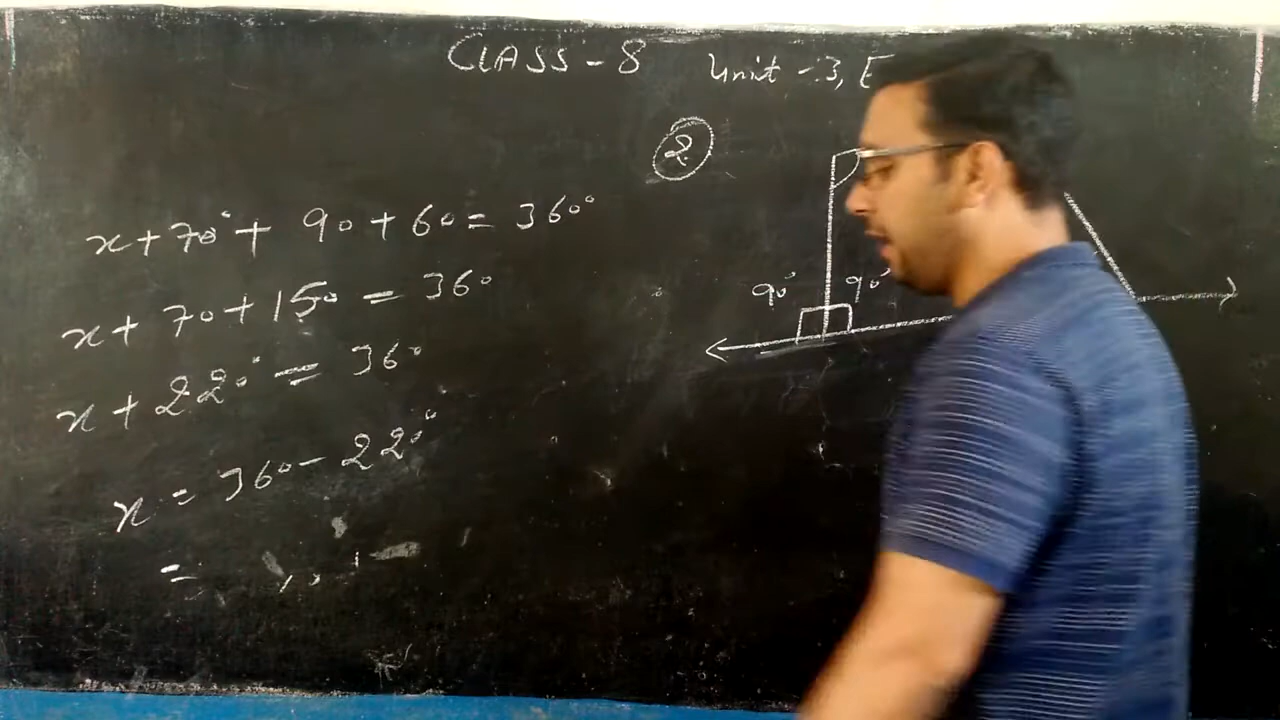 CLASS - 8 Unit - 3, E
2
x + 70° + 90 + 60 = 360°
x + 70 + 150 = 360
x + 220° = 360
x = 360 - 220°
=
90° 90°